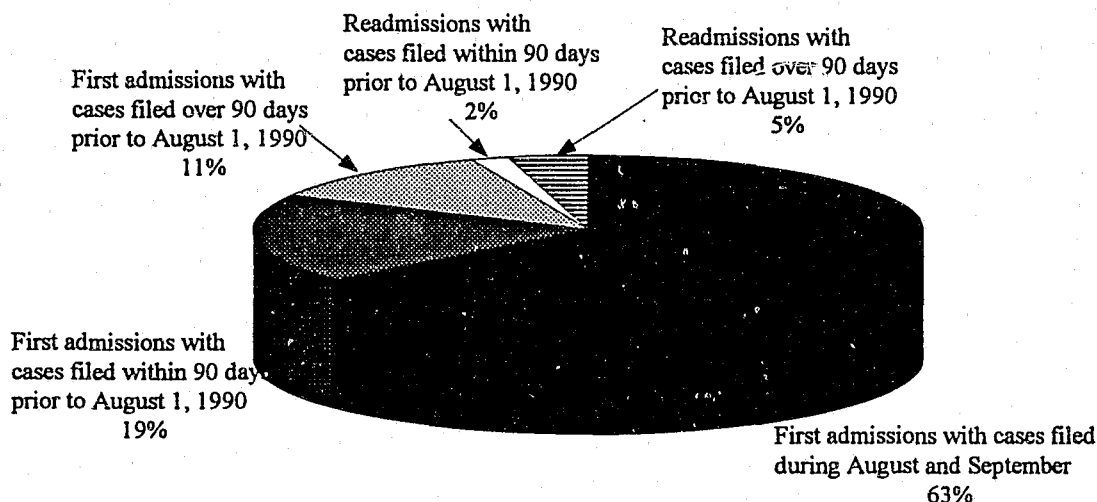 Readmissions with
cases filed within 90 days
prior to August 1, 1990
2%
Readmissions with
cases filed over 90 days
prior to August 1, 1990
5%
First admissions with
cases filed over 90 days
prior to August 1, 1990
11%
First admissions with
cases filed within 90 days
prior to August 1, 1990
19%
First admissions with cases filed
during August and September
63%